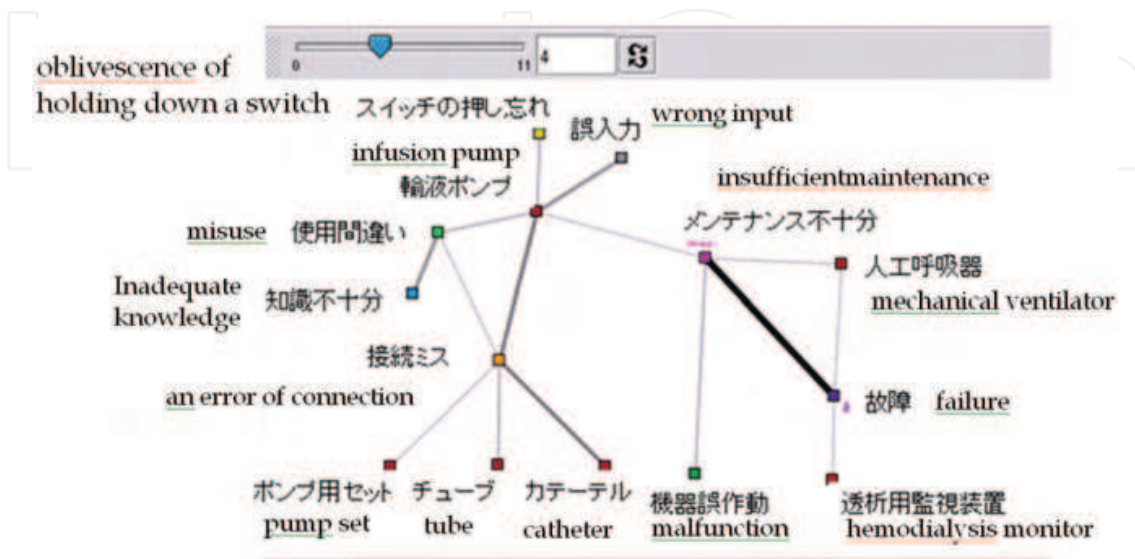 0
11
4
oblivescence of
holding down a switch
スイッチの押し忘れ
誤入力
wrong input
infusion pump
輸液ポンプ
insufficientmaintenance
メンテナンス不十分
misuse
使用間違い
人工呼吸器
mechanical ventilator
Inadequate
knowledge
知識不十分
接続ミス
an error of connection
故障
failure
ポンプ用セット
チューブ
カテーテル
機器誤作動
透析用監視装置
pump set
tube
catheter
malfunction
hemodialysis monitor